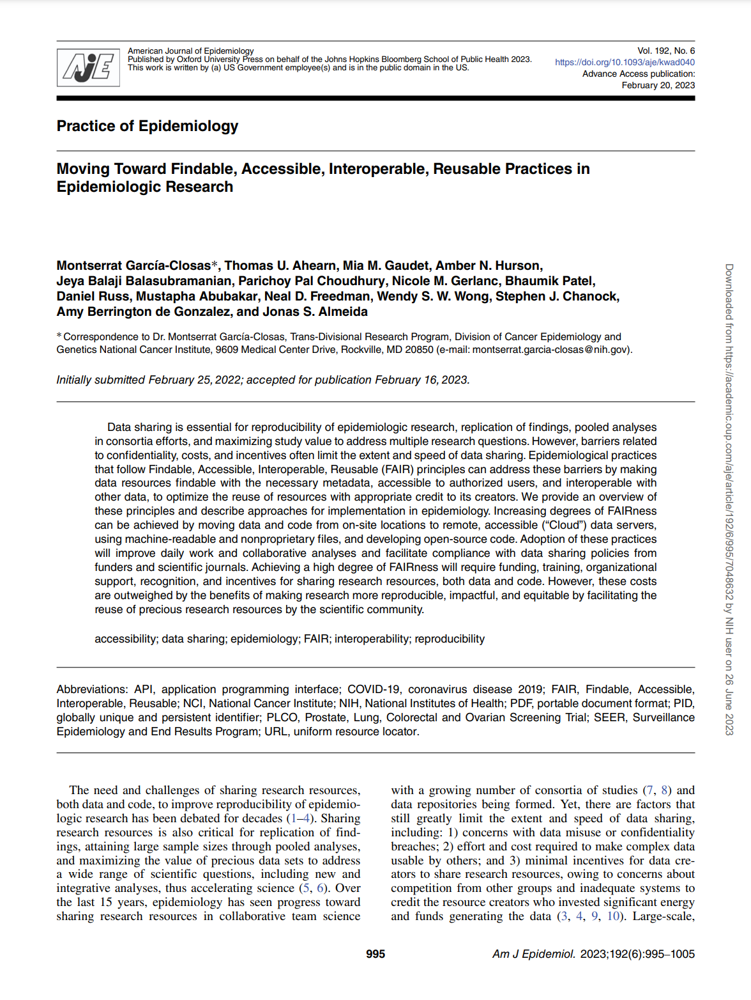 AJE
American Journal of Epidemiology
Published by Oxford University Press on behalf of the Johns Hopkins Bloomberg School of Public Health 2023.
This work is written by (a) US Government employee(s) and is in the public domain in the US.
Vol. 192, No. 6
https://doi.org/10.1093/aje/kwad040
Advance Access publication:
February 20, 2023
Practice of Epidemiology
Moving Toward Findable, Accessible, Interoperable, Reusable Practices in
Epidemiologic Research
Montserrat García-Closas*, Thomas U. Ahearn, Mia M. Gaudet, Amber N. Hurson,
Jeya Balaji Balasubramanian, Parichoy Pal Choudhury, Nicole M. Gerlanc, Bhaumik Patel,
Daniel Russ, Mustapha Abubakar, Neal D. Freedman, Wendy S. W. Wong, Stephen J. Chanock,
Amy Berrington de Gonzalez, and Jonas S. Almeida
* Correspondence to Dr. Montserrat García-Closas, Trans-Divisional Research Program, Division of Cancer Epidemiology and
Genetics National Cancer Institute, 9609 Medical Center Drive, Rockville, MD 20850 (e-mail: montserrat.garcia-closas@nih.gov).
Initially submitted February 25, 2022; accepted for publication February 16, 2023.
Data sharing is essential for reproducibility of epidemiologic research, replication of findings, pooled analyses
in consortia efforts, and maximizing study value to address multiple research questions. However, barriers related
to confidentiality, costs, and incentives often limit the extent and speed of data sharing. Epidemiological practices
that follow Findable, Accessible, Interoperable, Reusable (FAIR) principles can address these barriers by making
data resources findable with the necessary metadata, accessible to authorized users, and interoperable with
other data, to optimize the reuse of resources with appropriate credit to its creators. We provide an overview of
these principles and describe approaches for implementation in epidemiology. Increasing degrees of FAIRness
can be achieved by moving data and code from on-site locations to remote, accessible (“Cloud”) data servers,
using machine-readable and nonproprietary files, and developing open-source code. Adoption of these practices
will improve daily work and collaborative analyses and facilitate compliance with data sharing policies from
funders and scientific journals. Achieving a high degree of FAIRness will require funding, training, organizational
support, recognition, and incentives for sharing research resources, both data and code. However, these costs
are outweighed by the benefits of making research more reproducible, impactful, and equitable by facilitating the
reuse of precious research resources by the scientific community.
accessibility; data sharing; epidemiology; FAIR; interoperability; reproducibility
Abbreviations: API, application programming interface; COVID-19, coronavirus disease 2019; FAIR, Findable, Accessible,
Interoperable, Reusable; NCI, National Cancer Institute; NIH, National Institutes of Health; PDF, portable document format; PID,
globally unique and persistent identifier; PLCO, Prostate, Lung, Colorectal and Ovarian Screening Trial; SEER, Surveillance
Epidemiology and End Results Program; URL, uniform resource locator.
The need and challenges of sharing research resources,
both data and code, to improve reproducibility of epidemio-
logic research has been debated for decades (1–4). Sharing
research resources is also critical for replication of find-
ings, attaining large sample sizes through pooled analyses,
and maximizing the value of precious data sets to address
a wide range of scientific questions, including new and
integrative analyses, thus accelerating science (5, 6). Over
the last 15 years, epidemiology has seen progress toward
sharing research resources in collaborative team science
with a growing number of consortia of studies (7, 8) and
data repositories being formed. Yet, there are factors that
still greatly limit the extent and speed of data sharing,
including: 1) concerns with data misuse or confidentiality
breaches; 2) effort and cost required to make complex data
usable by others; and 3) minimal incentives for data cre-
ators to share research resources, owing to concerns about
competition from other groups and inadequate systems to
credit the resource creators who invested significant energy
and funds generating the data (3, 4, 9, 10). Large-scale,
995
Am J Epidemiol. 2023;192(6):995–1005
Downloaded from https://academic.oup.com/aje/article/192/6/995/7048632 by NIH user on 26 June 2023